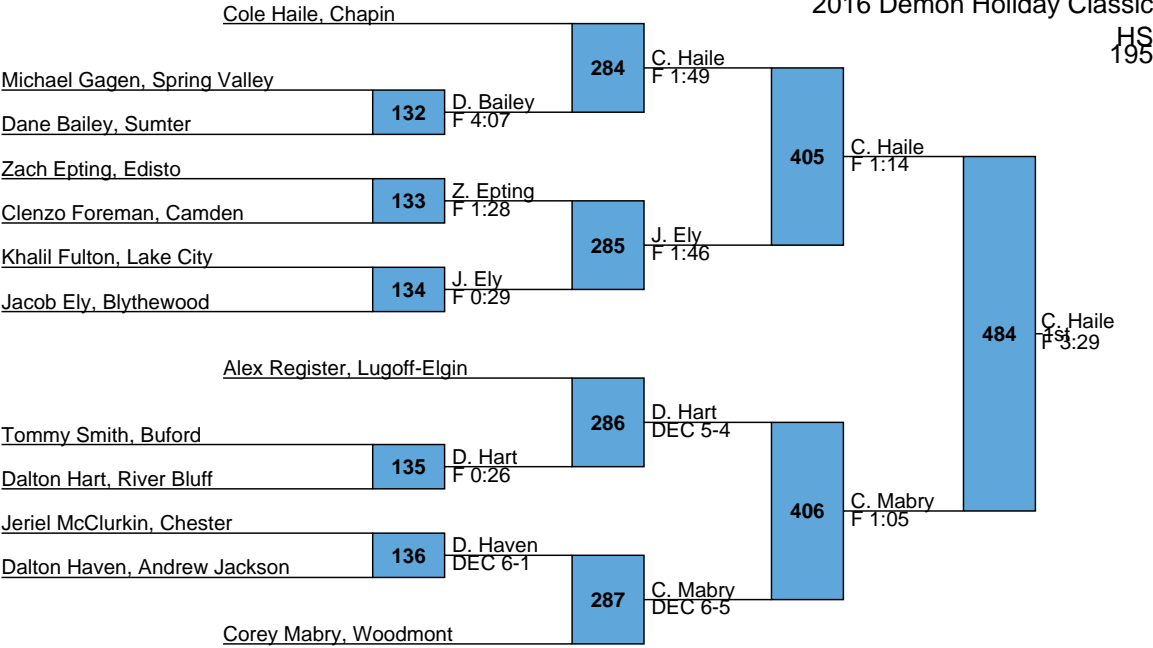 2016 Demon Holiday Classic
HS
195
Cole Haile, Chapin
284
C. Haile
F 1:49
Michael Gagen, Spring Valley
132
D. Bailey
F 4:07
Dane Bailey, Sumter
405
C. Haile
F 1:14
Zach Epting, Edisto
133
Z. Epting
F 1:28
Clenzo Foreman, Camden
285
J. Ely
F 1:46
Khalil Fulton, Lake City
134
J. Ely
F 0:29
Jacob Ely, Blythewood
484
C. Haile
1st
F 3:29
Alex Register, Lugoff-Elgin
286
D. Hart
DEC 5-4
Tommy Smith, Buford
135
D. Hart
F 0:26
Dalton Hart, River Bluff
406
C. Mabry
F 1:05
Jeriel McClurkin, Chester
136
D. Haven
DEC 6-1
Dalton Haven, Andrew Jackson
287
C. Mabry
DEC 6-5
Corey Mabry, Woodmont